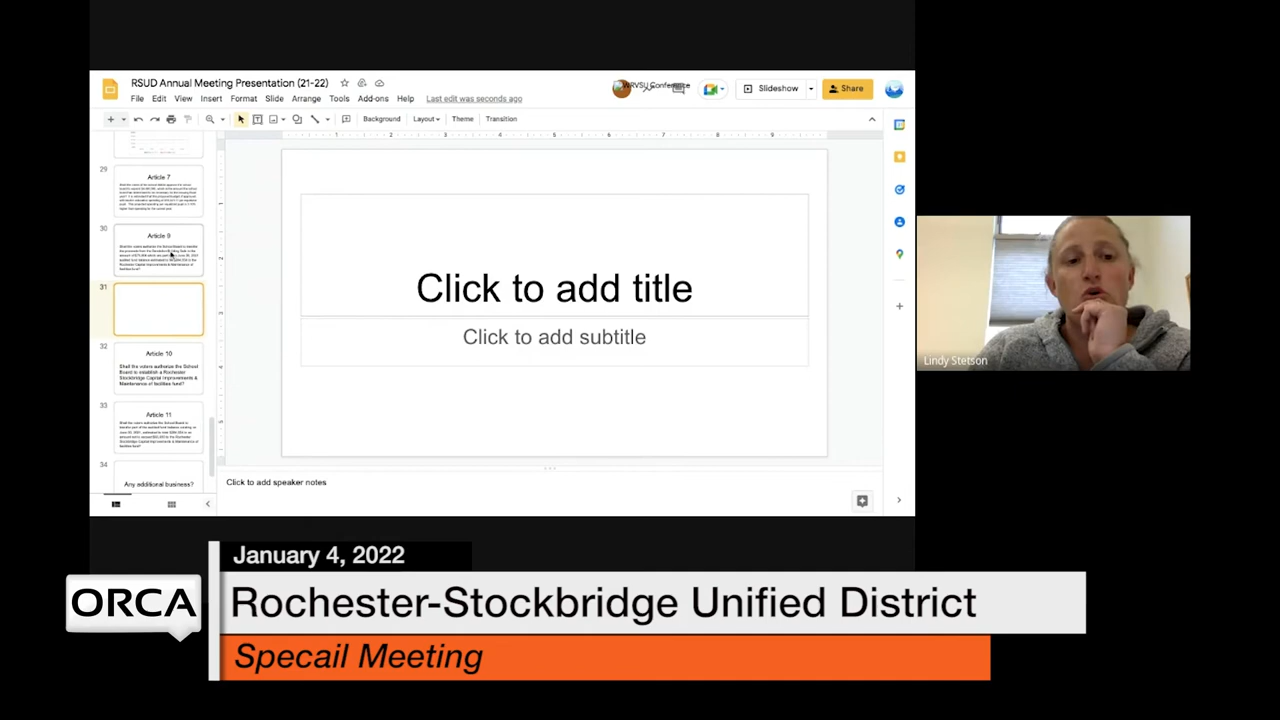 RSUD Annual Meeting Presentation (21-22)
WRVSU Conference
Slideshow
Share
File Edit View Insert Format Slide Arrange Tools Add-ons Help Last edit was seconds ago
Background Layout Theme Transition
29
Article 7
30
Article 9
31
32
Article 10
Shall the voters authorize the School
Board to establish a Rochester
Stockbridge Capital Improvements &
Maintenance of facilities fund?
33
Article 11
34
Any additional business?
Click to add title
Click to add subtitle
Click to add speaker notes
Lindy Stetson
January 4, 2022
ORCA
Rochester-Stockbridge Unified District
Specail Meeting